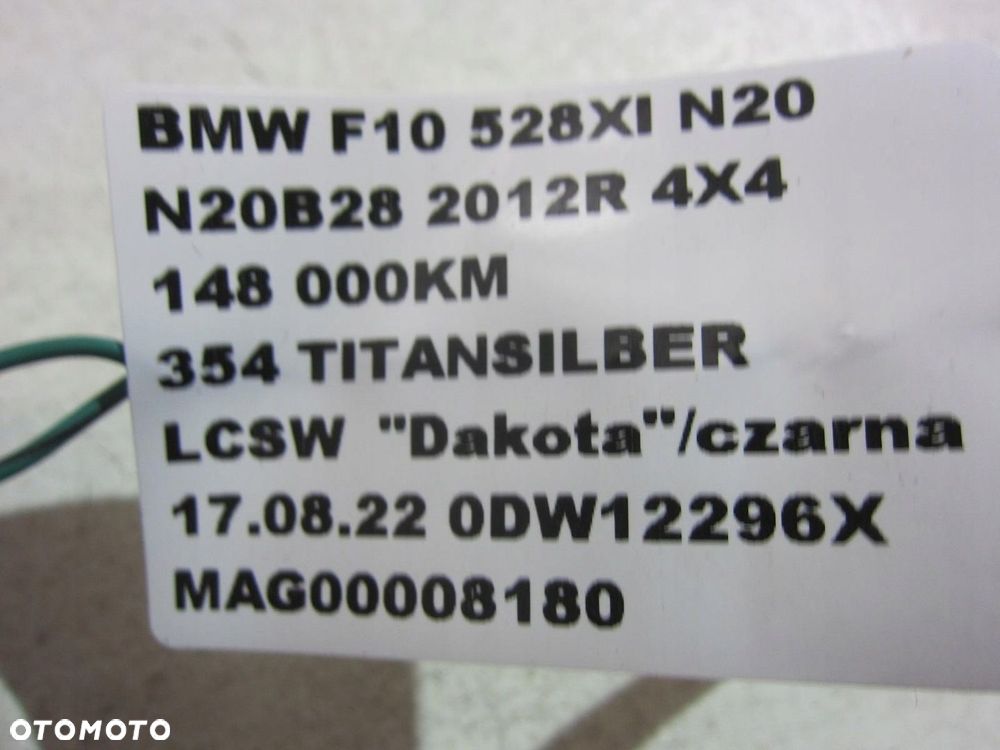 BMW F10 528XI N20
N20B28 2012R 4X4
148 000KM
354 TITANSILBER
LCSW "Dakota"/czarna
17.08.22 0DW12296X
MAG00008180
OTOMOTO